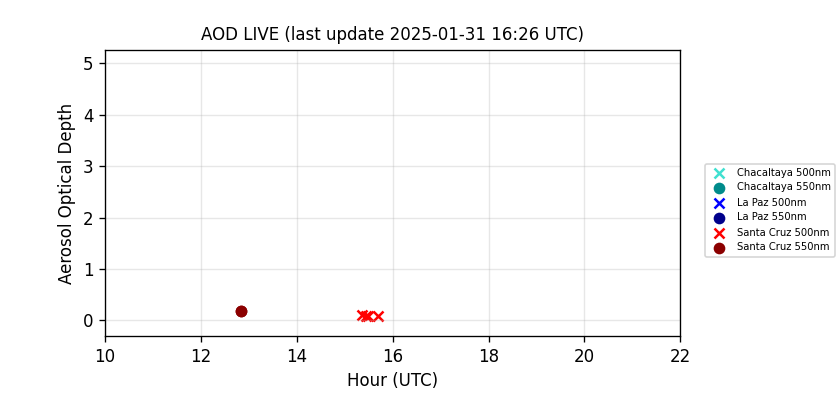 AOD LIVE (last update 2025-01-31 16:26 UTC)
Aerosol Optical Depth
5
4
3
2
1
0
10 12 14 16 18 20 22
Hour (UTC)
Chacaltaya 500nm
Chacaltaya 550nm
La Paz 500nm
La Paz 550nm
Santa Cruz 500nm
Santa Cruz 550nm